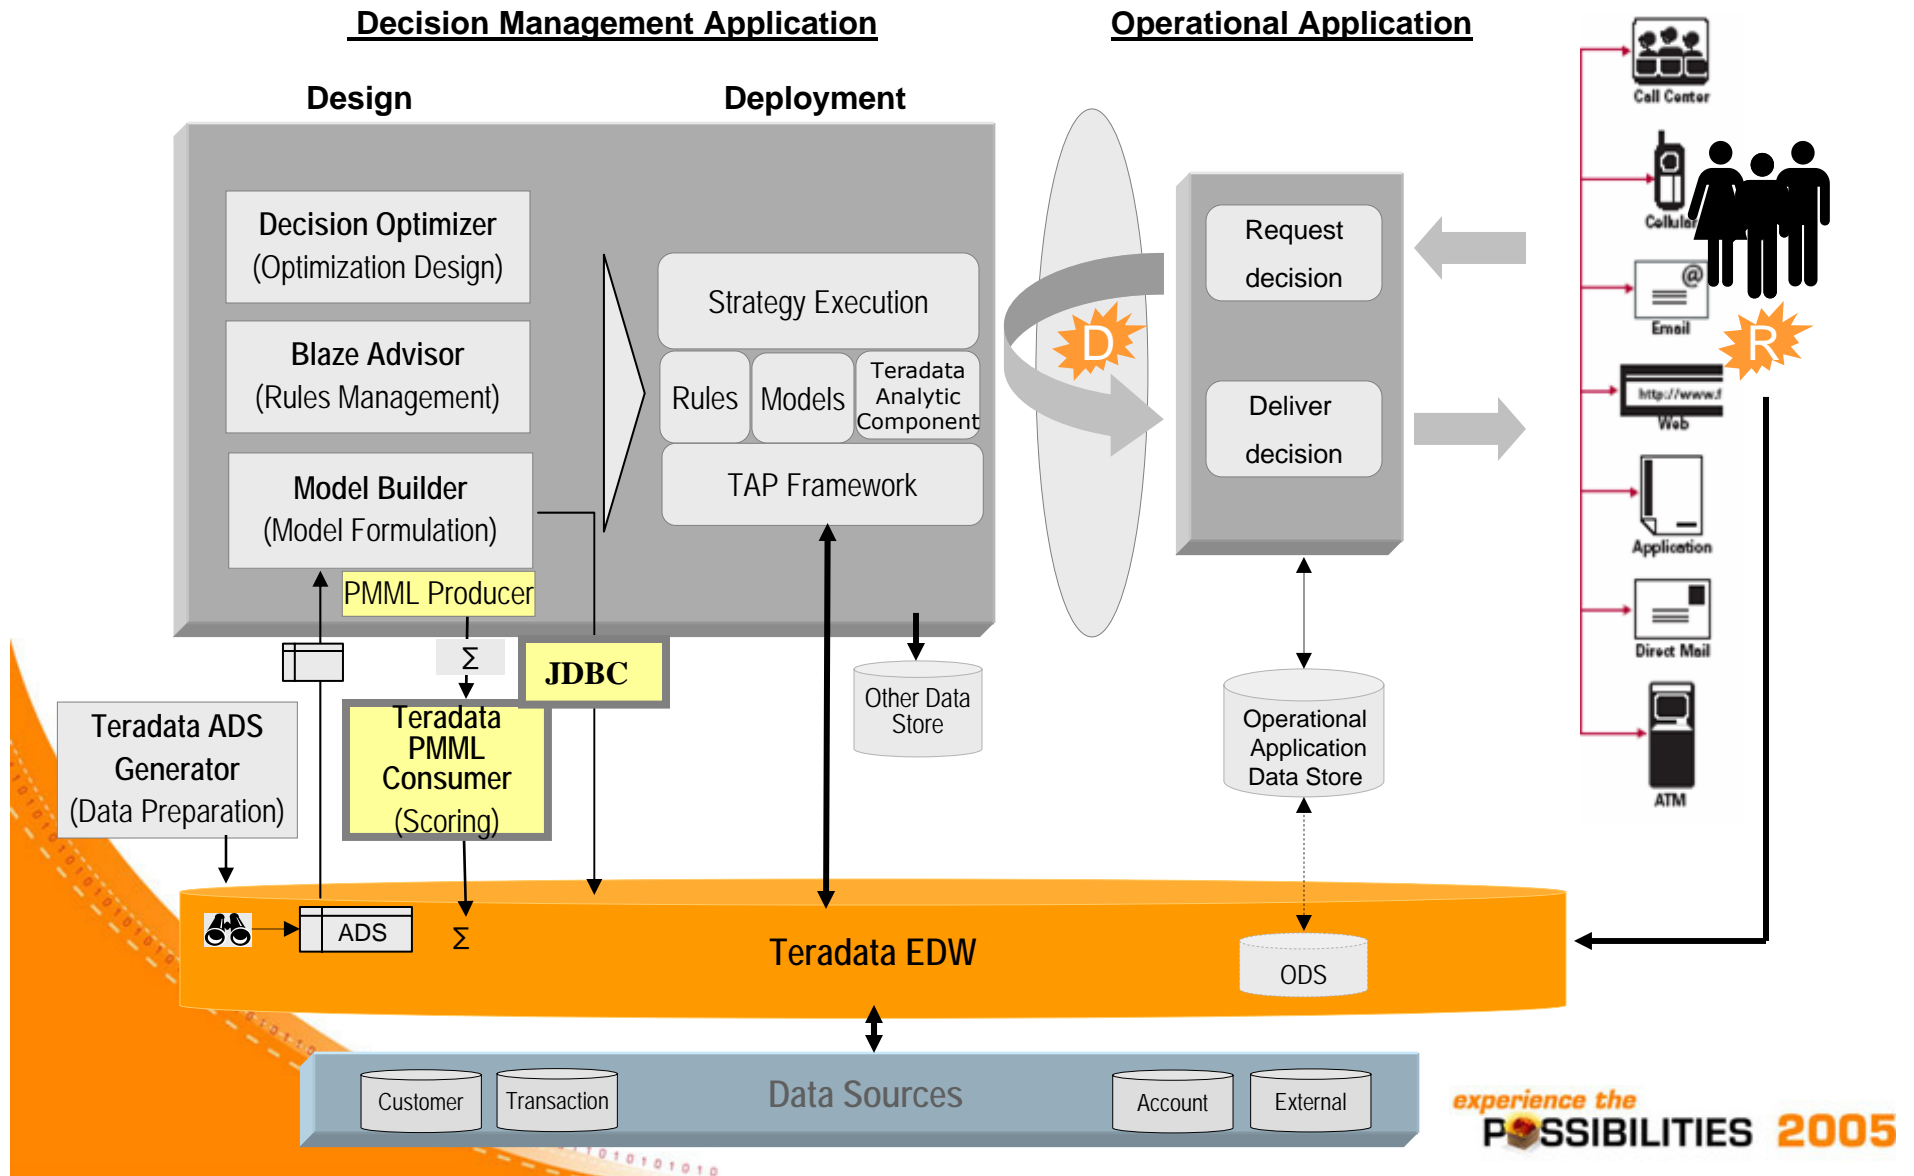 Decision Management Application
Operational Application
Design
Deployment
Decision Optimizer
(Optimization Design)
Blaze Advisor
(Rules Management)
Model Builder
(Model Formulation)
PMML Producer
Strategy Execution
Rules
Models
Teradata
Analytic
Component
TAP Framework
D
Request
decision
Deliver
decision
Call Center
Cellular
@
Email
http://www.f
Web
Application
Direct Mail
ATM
R
Σ
JDBC
Teradata ADS
Generator
(Data Preparation)
Teradata
PMML
Consumer
(Scoring)
Other Data
Store
Operational
Application
Data Store
ADS
Σ
Teradata EDW
ODS
Customer
Transaction
Data Sources
Account
External
experience the
POSSIBILITIES 2005